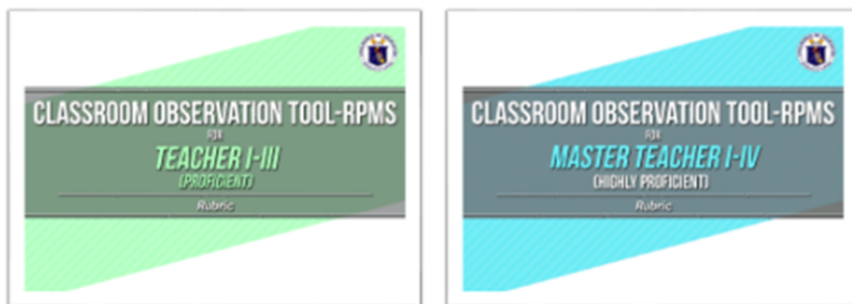 CLASSROOM OBSERVATION TOOL-RPMS
FOR
TEACHER I-III
(PROFICIENT)
Rubric
CLASSROOM OBSERVATION TOOL-RPMS
FOR
MASTER TEACHER I-IV
(HIGHLY PROFICIENT)
Rubric